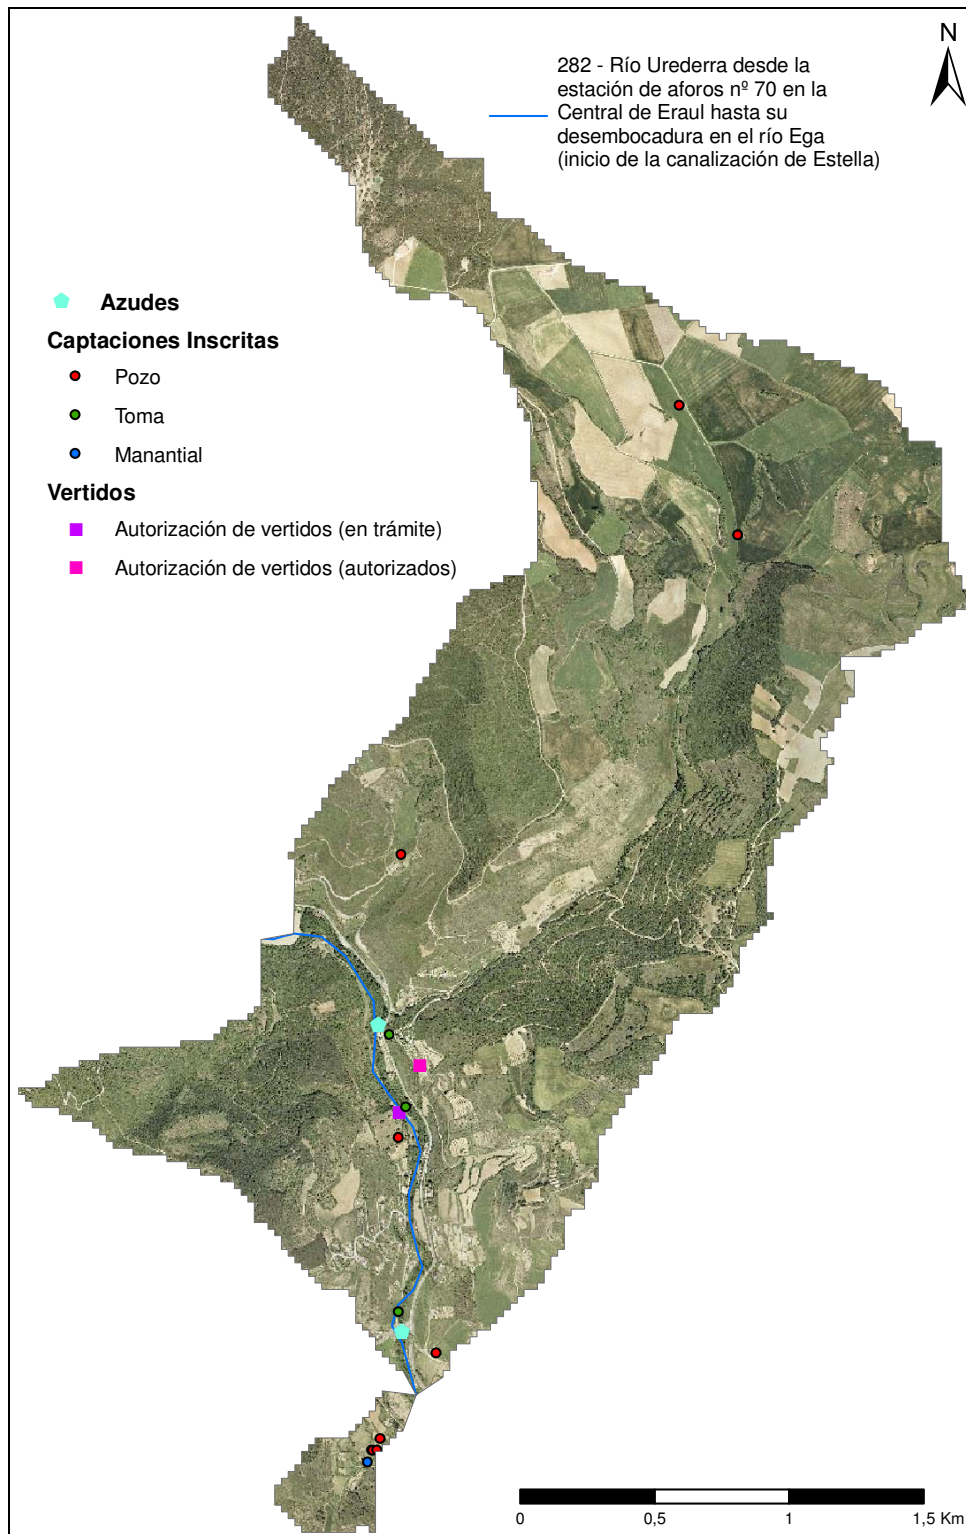 N
282 - Río Urederra desde la
estación de aforos nº 70 en la
Central de Eraul hasta su
desembocadura en el río Ega
(inicio de la canalización de Estella)
Azudes
Captaciones Inscritas
Pozo
Toma
Manantial
Vertidos
Autorización de vertidos (en trámite)
Autorización de vertidos (autorizados)
0 0,5 1 1,5 Km